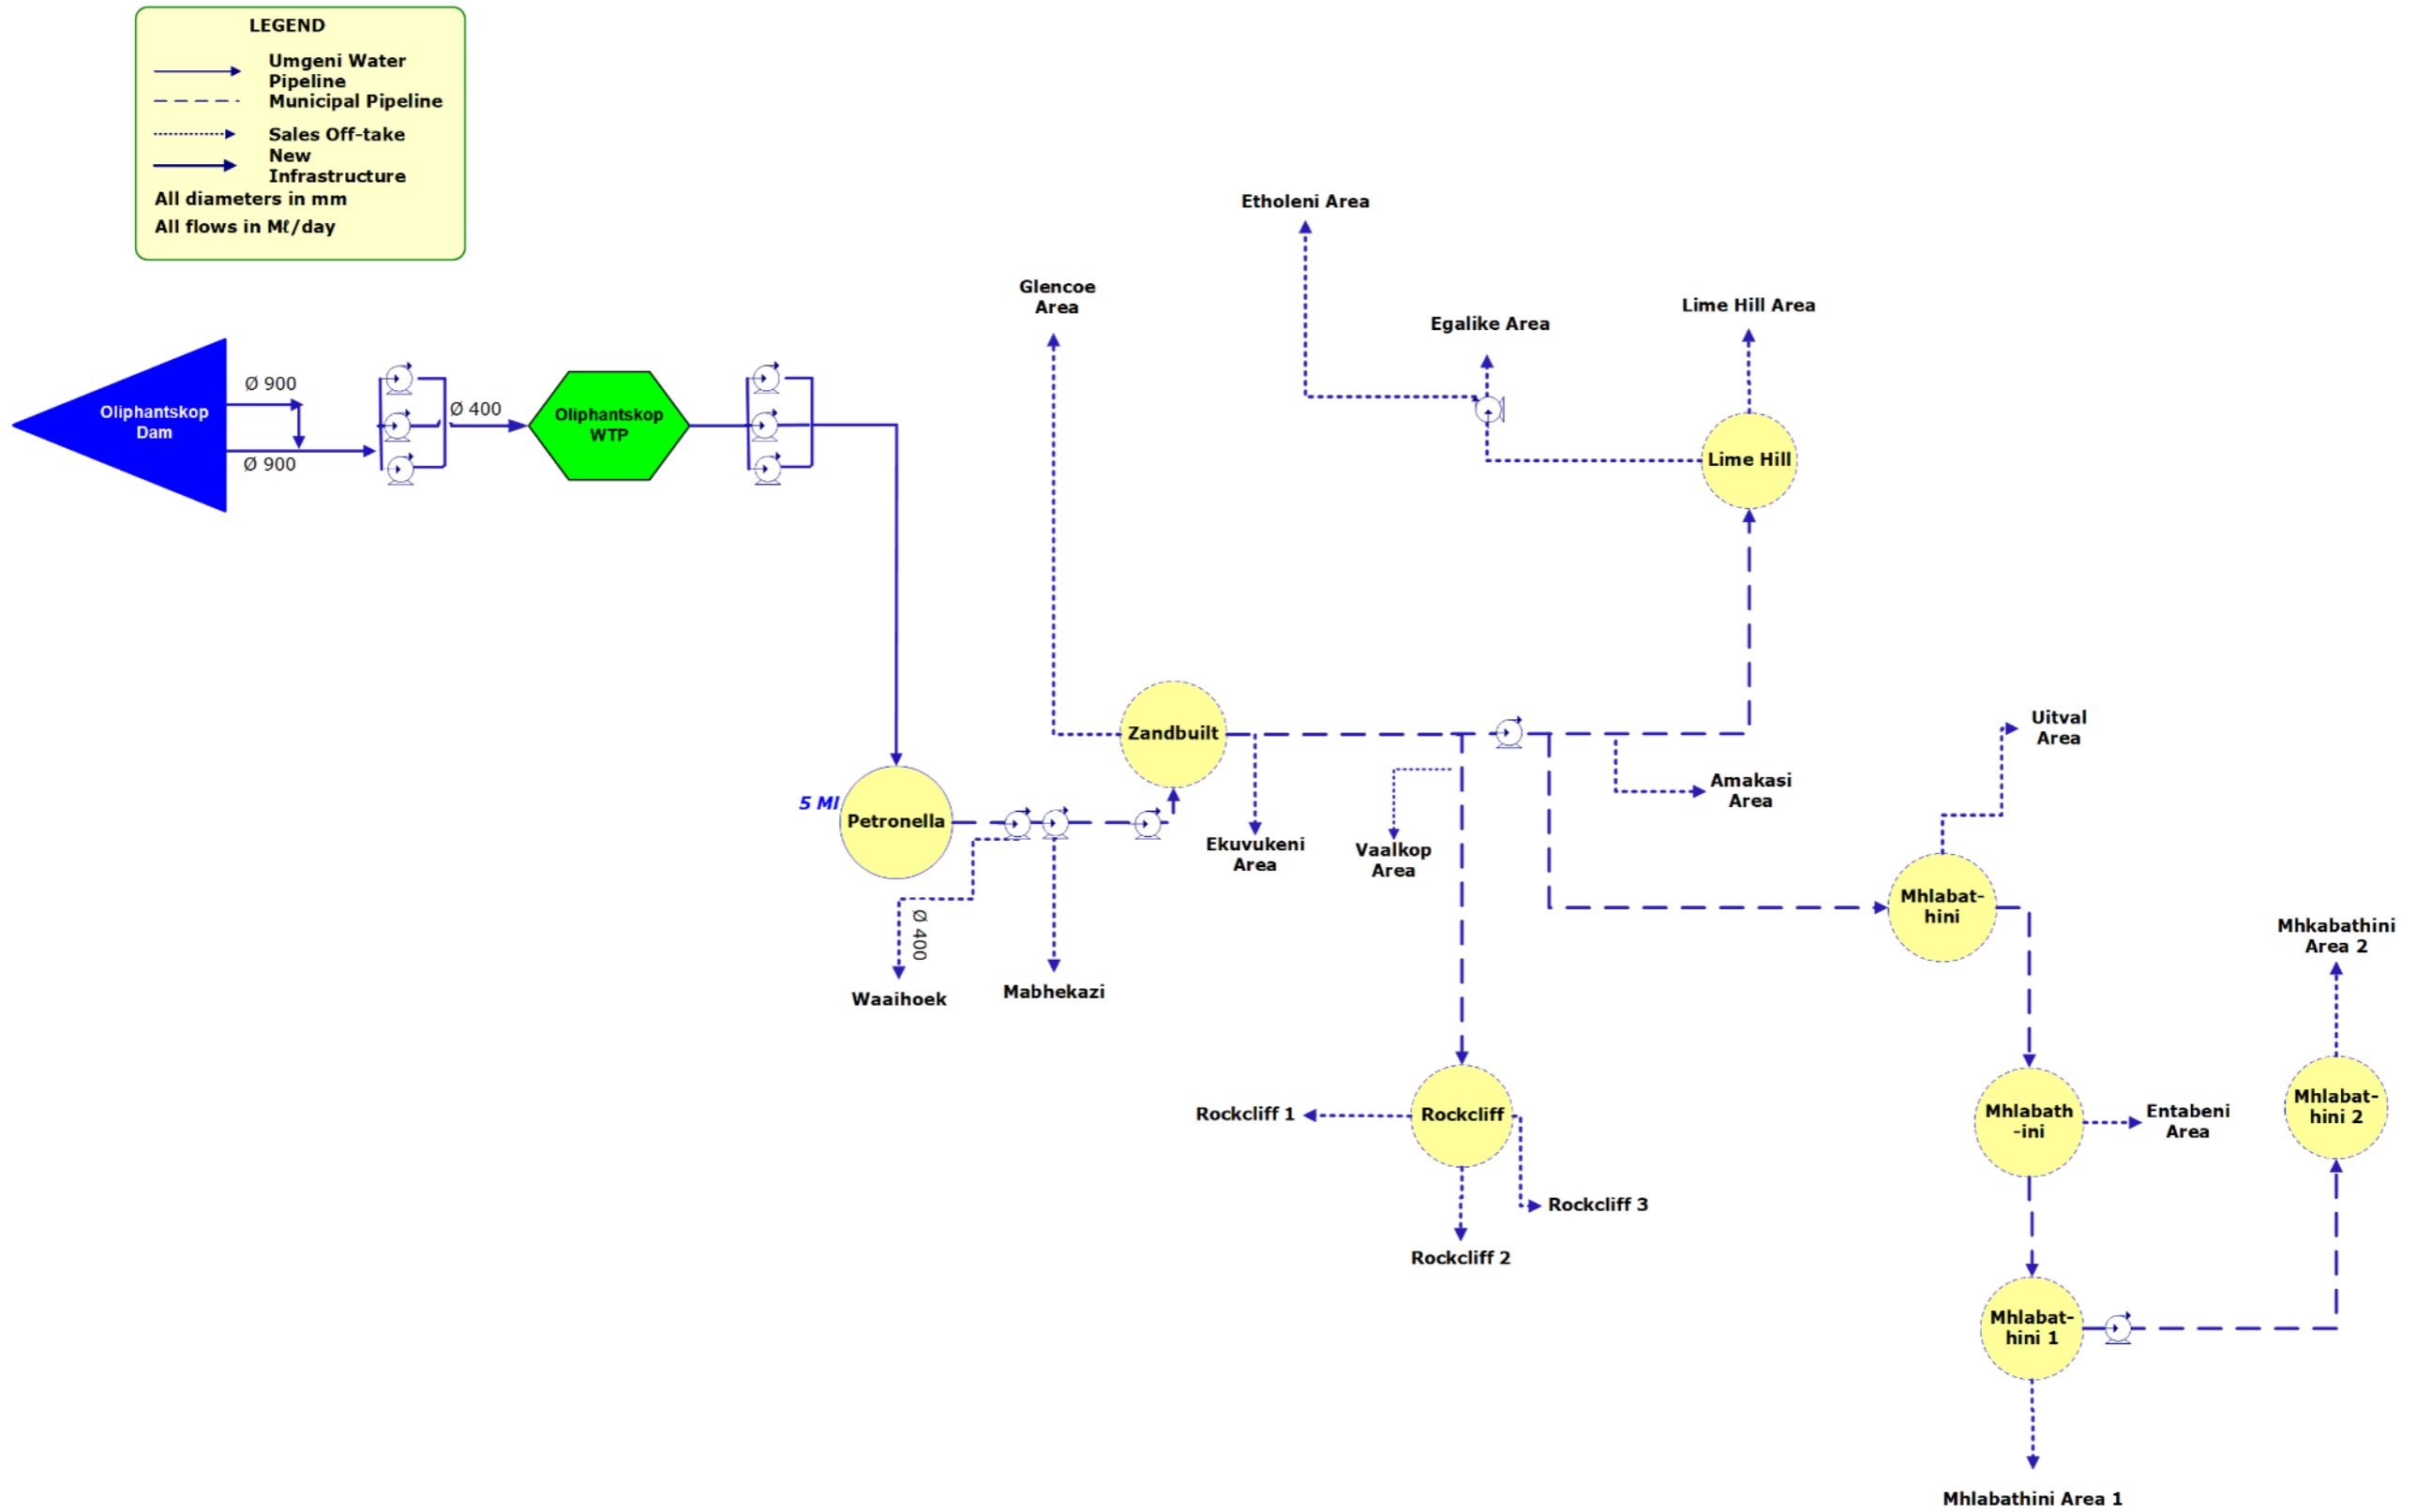 LEGEND
Umgeni Water
Pipeline
Municipal Pipeline
Sales Off-take
New
Infrastructure
All diameters in mm
All flows in Mℓ/day
Etholeni Area
Glencoe
Area
Egalike Area
Lime Hill Area
Oliphantskop
Dam
Ø 900
Ø 900
Ø 400
Oliphantskop
WTP
Lime Hill
Zandbuilt
Uitval
Area
Amakasi
Area
5 Ml
Petronella
Ekuvukeni
Area
Vaalkop
Area
Ø 400
Waaihoek
Mabhekazi
Mhlabat-
hini
Mhkabathini
Area 2
Rockcliff 1
Rockcliff
Rockcliff 3
Rockcliff 2
Mhlabath
-ini
Entabeni
Area
Mhlabat-
hini 2
Mhlabat-
hini 1
Mhlabathini Area 1